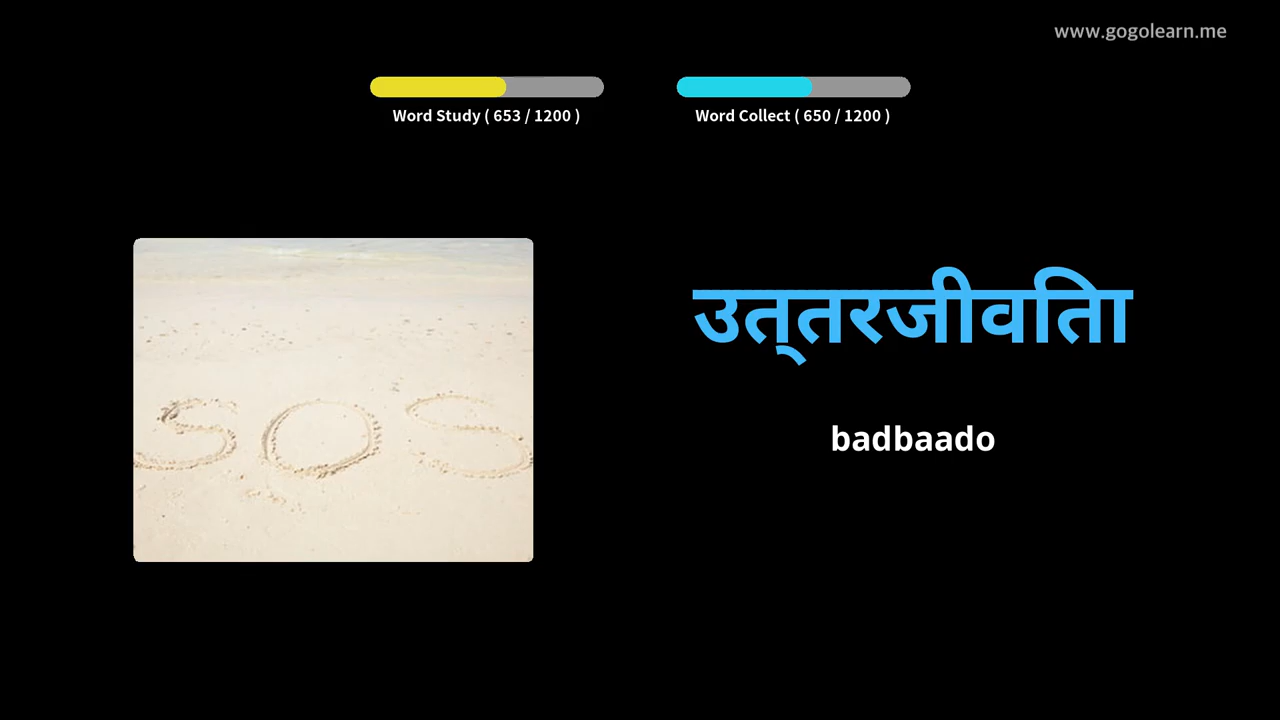 www.gogolearn.me
Word Study ( 653 / 1200 )
Word Collect ( 650 / 1200 )
SOS
उत्तरजीविता
badbaado